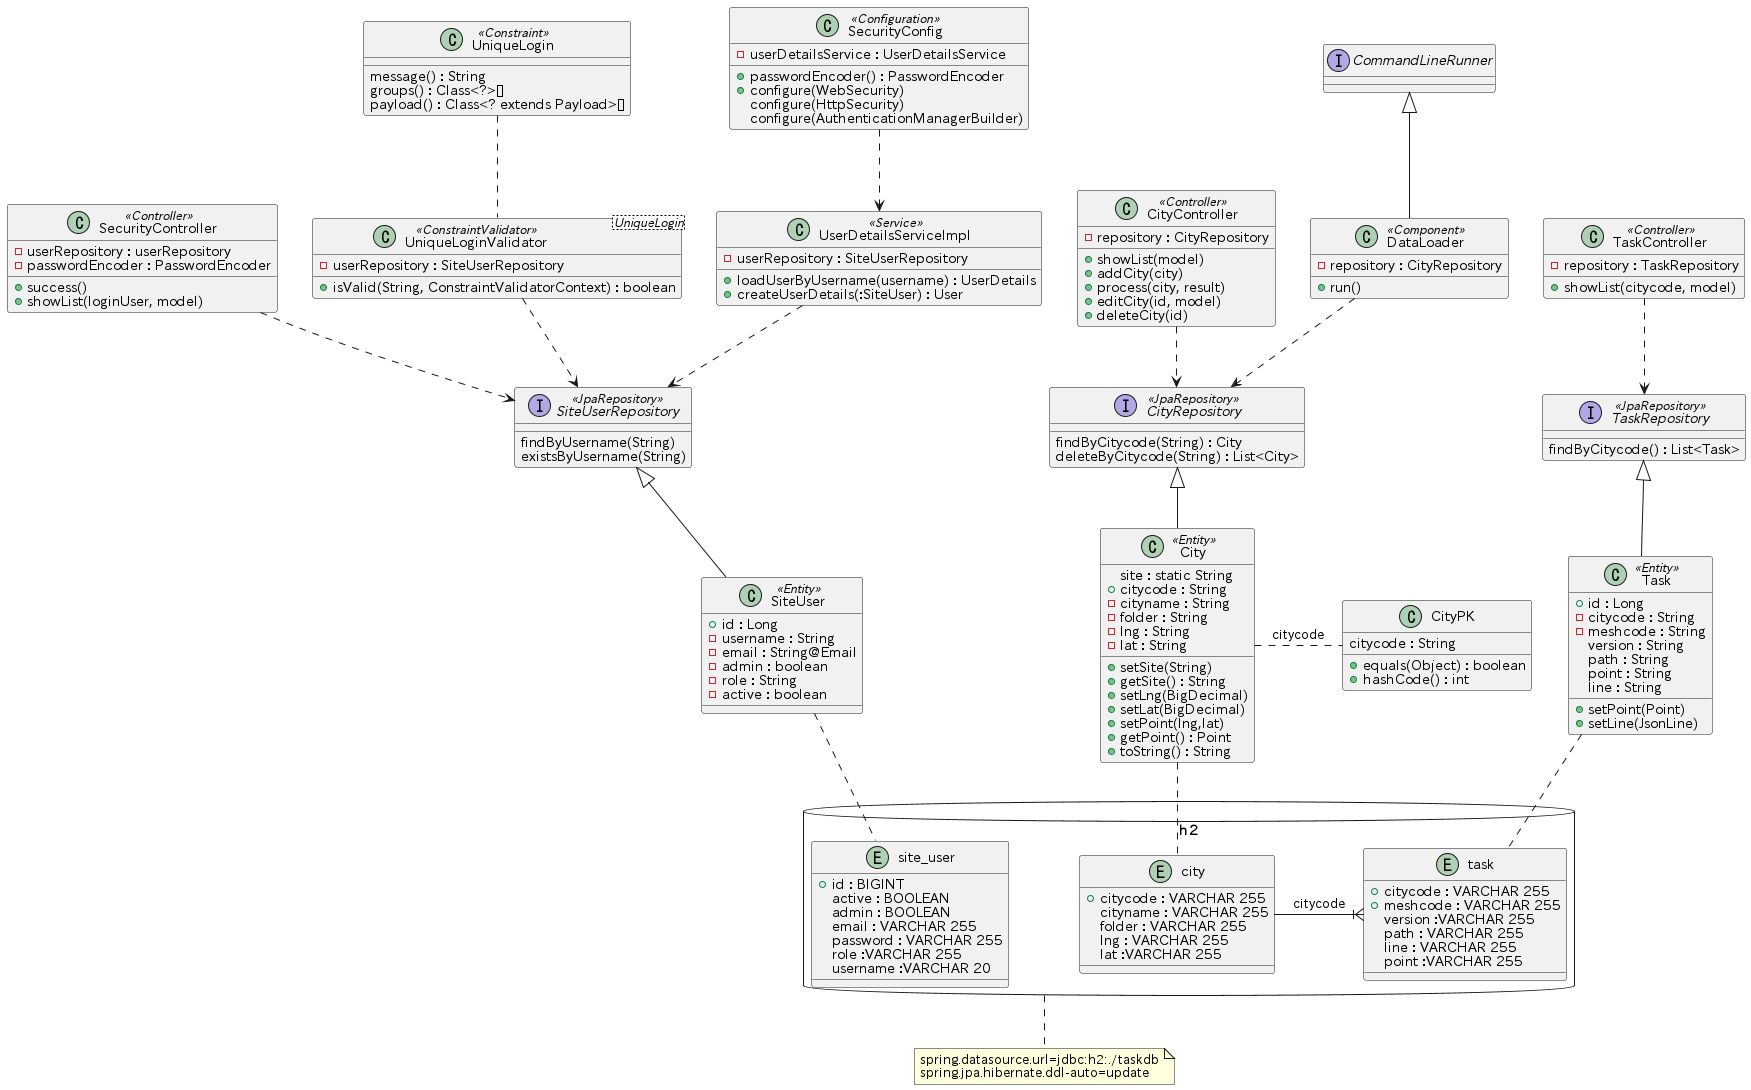 C «Constraint»
UniqueLogin
message() : String
groups() : Class<?>[]
payload() : Class<? extends Payload>[]
C «Configuration»
SecurityConfig
userDetailsService : UserDetailsService
passwordEncoder() : PasswordEncoder
configure(WebSecurity)
configure(HttpSecurity)
configure(AuthenticationManagerBuilder)
I CommandLineRunner
C «Controller»
SecurityController
userRepository : userRepository
passwordEncoder : PasswordEncoder
success()
showList(loginUser, model)
UniqueLogin
C «ConstraintValidator»
UniqueLoginValidator
userRepository : SiteUserRepository
isValid(String, ConstraintValidatorContext) : boolean
C «Service»
UserDetailsServiceImpl
userRepository : SiteUserRepository
loadUserByUsername(username) : UserDetails
createUserDetails(:SiteUser) : User
C «Controller»
CityController
repository : CityRepository
showList(model)
addCity(city)
process(city, result)
editCity(id, model)
deleteCity(id)
C «Component»
DataLoader
repository : CityRepository
run()
C «Controller»
TaskController
repository : TaskRepository
showList(citycode, model)
I «JpaRepository»
SiteUserRepository
findByUsername(String)
existsByUsername(String)
I «JpaRepository»
CityRepository
findByCitycode(String) : City
deleteByCitycode(String) : List<City>
I «JpaRepository»
TaskRepository
findByCitycode() : List<Task>
C «Entity»
SiteUser
id : Long
username : String
email : String@Email
admin : boolean
role : String
active : boolean
C «Entity»
City
site : static String
citycode : String
cityname : String
folder : String
lng : String
lat : String
setSite(String)
getSite() : String
setLng(BigDecimal)
setLat(BigDecimal)
setPoint(lng,lat)
getPoint() : Point
toString() : String
citycode
C CityPK
citycode : String
equals(Object) : boolean
hashCode() : int
C «Entity»
Task
id : Long
citycode : String
meshcode : String
version : String
path : String
point : String
line : String
setPoint(Point)
setLine(JsonLine)
h2
E site_user
id : BIGINT
active : BOOLEAN
admin : BOOLEAN
email : VARCHAR 255
password : VARCHAR 255
role :VARCHAR 255
username :VARCHAR 20
E city
citycode : VARCHAR 255
cityname : VARCHAR 255
folder : VARCHAR 255
lng : VARCHAR 255
lat :VARCHAR 255
citycode
E task
citycode : VARCHAR 255
meshcode : VARCHAR 255
version :VARCHAR 255
path : VARCHAR 255
line : VARCHAR 255
point :VARCHAR 255
spring.datasource.url=jdbc:h2:./taskdb
spring.jpa.hibernate.ddl-auto=update